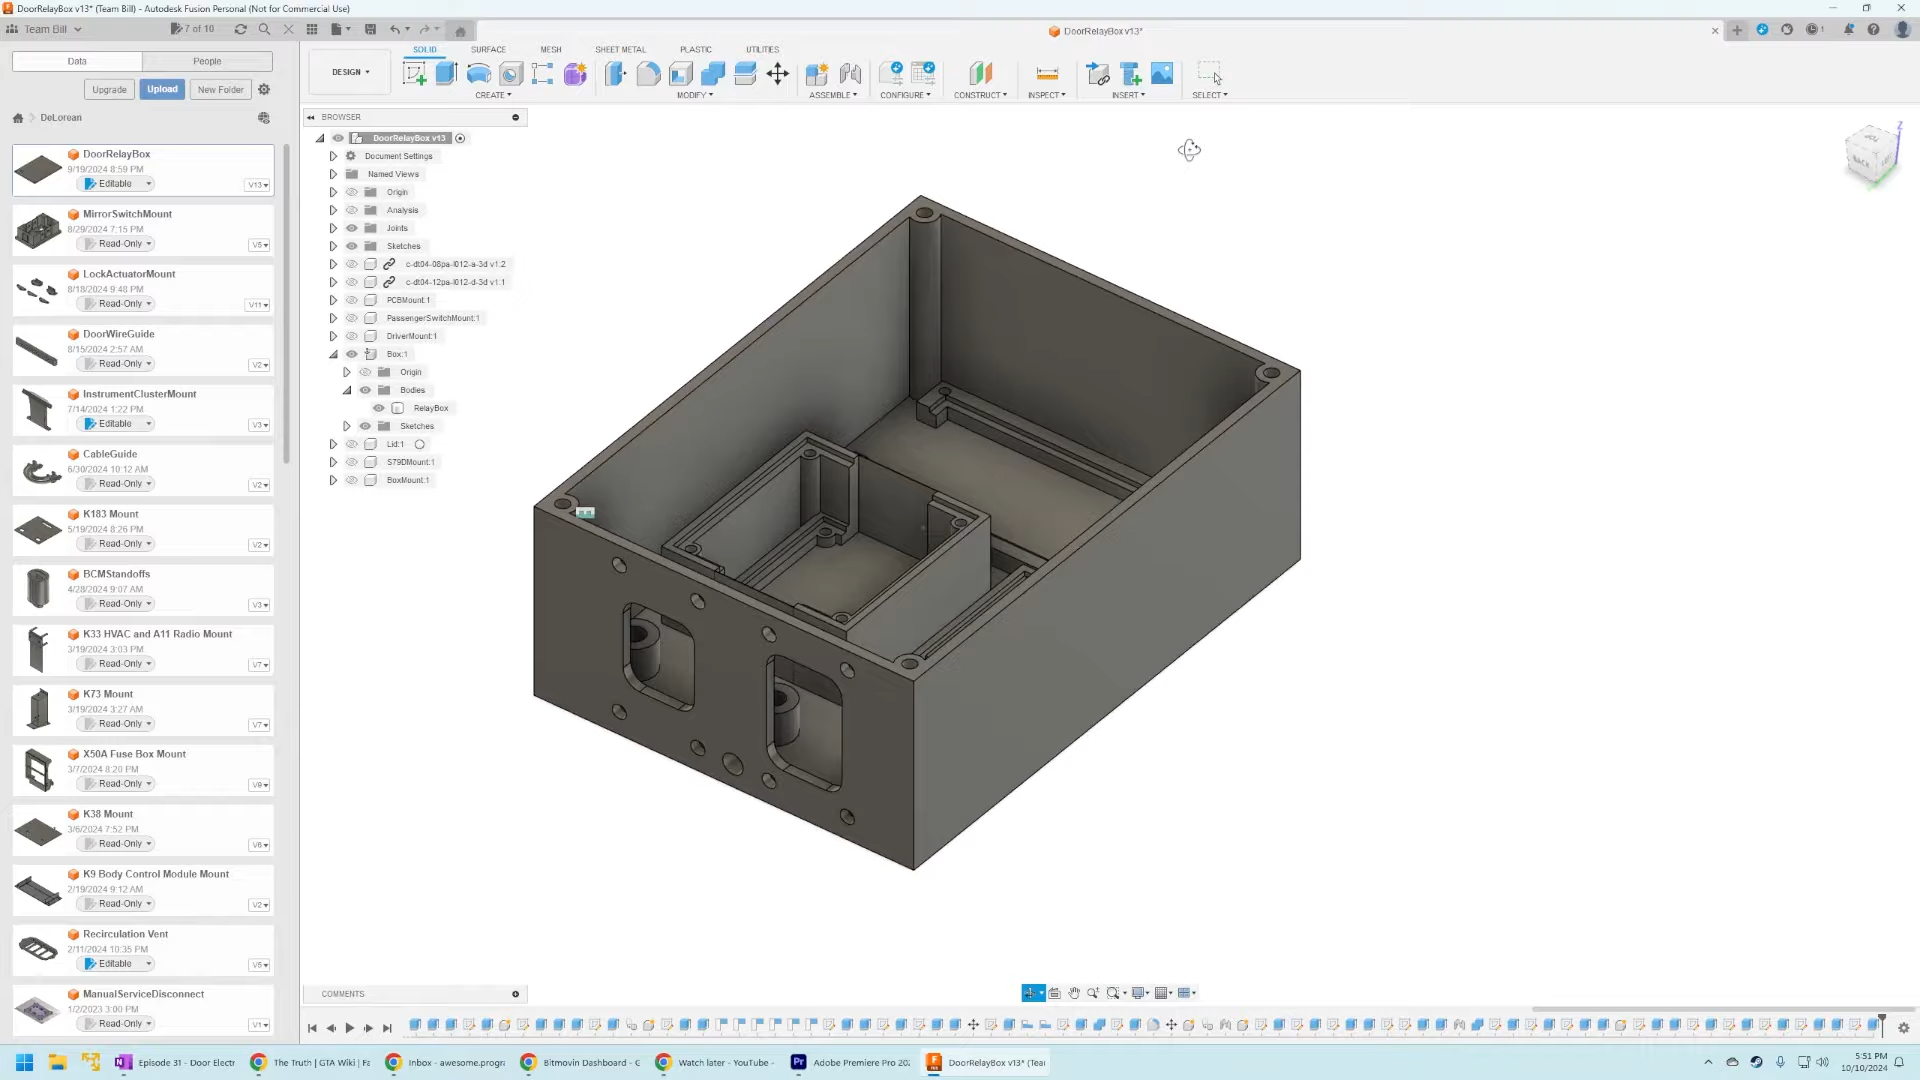 DoorRelayBox v13* (Team Bill) - Autodesk Fusion Personal (Not for Commercial Use)
Team Bill
7 of 10
DoorRelayBox v13*
1
Data
People
Upgrade
Upload
New Folder
DeLorean
DoorRelayBox
9/19/2024 8:59 PM
Editable
V13
MirrorSwitchMount
8/29/2024 7:15 PM
Read-Only
V5
LockActuatorMount
8/18/2024 9:48 PM
Read-Only
V11
DoorWireGuide
8/15/2024 2:57 AM
Read-Only
V2
InstrumentClusterMount
7/14/2024 1:22 PM
Editable
V3
CableGuide
6/30/2024 10:12 AM
Read-Only
V2
K183 Mount
5/19/2024 8:26 PM
Read-Only
V2
BCMStandoffs
4/28/2024 9:07 AM
Read-Only
V3
K33 HVAC and A11 Radio Mount
3/19/2024 3:03 PM
Read-Only
V7
K73 Mount
3/19/2024 3:27 AM
Read-Only
V7
X50A Fuse Box Mount
3/7/2024 8:20 PM
Read-Only
V9
K38 Mount
3/6/2024 7:52 PM
Read-Only
V6
K9 Body Control Module Mount
2/19/2024 9:12 AM
Read-Only
V2
Recirculation Vent
2/11/2024 10:35 PM
Editable
V5
ManualServiceDisconnect
1/2/2023 3:00 PM
Read-Only
V1
DESIGN
SOLID
SURFACE
MESH
SHEET METAL
PLASTIC
UTILITIES
CREATE
MODIFY
ASSEMBLE
CONFIGURE
CONSTRUCT
INSPECT
INSERT
SELECT
BROWSER
DoorRelayBox v13
Document Settings
Named Views
Origin
Analysis
Joints
Sketches
c-dt04-08pa-l012-a-3d v1:2
c-dt04-12pa-l012-d-3d v1:1
PCBMount:1
PassengerSwitchMount:1
DriverMount:1
Box:1
Origin
Bodies
RelayBox
Sketches
Lid:1
S79DMount:1
BoxMount:1
Z
BACK
COMMENTS
Episode 31 - Door Electr
The Truth | GTA Wiki | Fa
Inbox - awesome.progra
Bitmovin Dashboard - G
Watch later - YouTube -
Adobe Premiere Pro 202
DoorRelayBox v13* (Tea
5:51 PM
10/10/2024